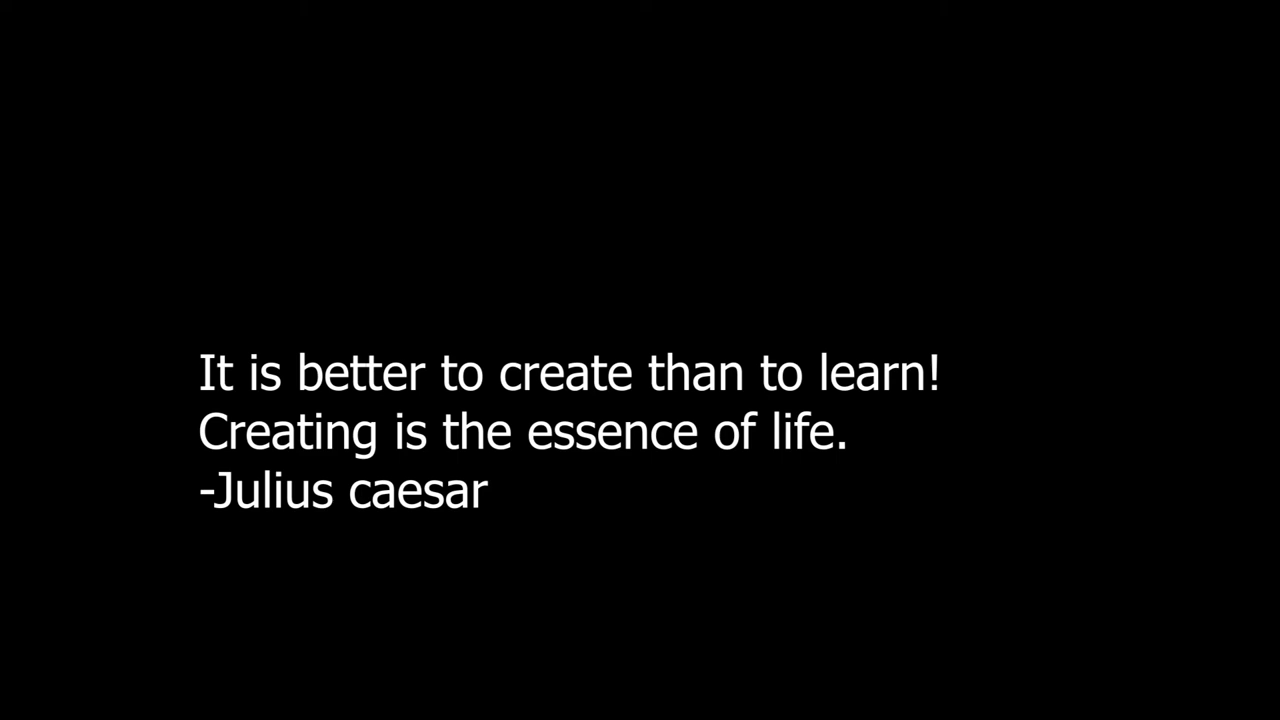 It is better to create than to learn!
Creating is the essence of life.
-Julius caesar